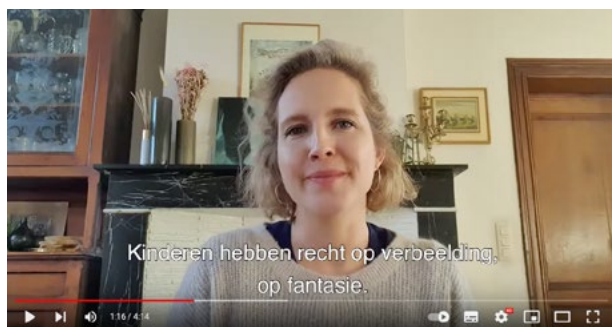 Kinderen hebben recht op verbeelding,
op fantasie.
1:16 / 4:14